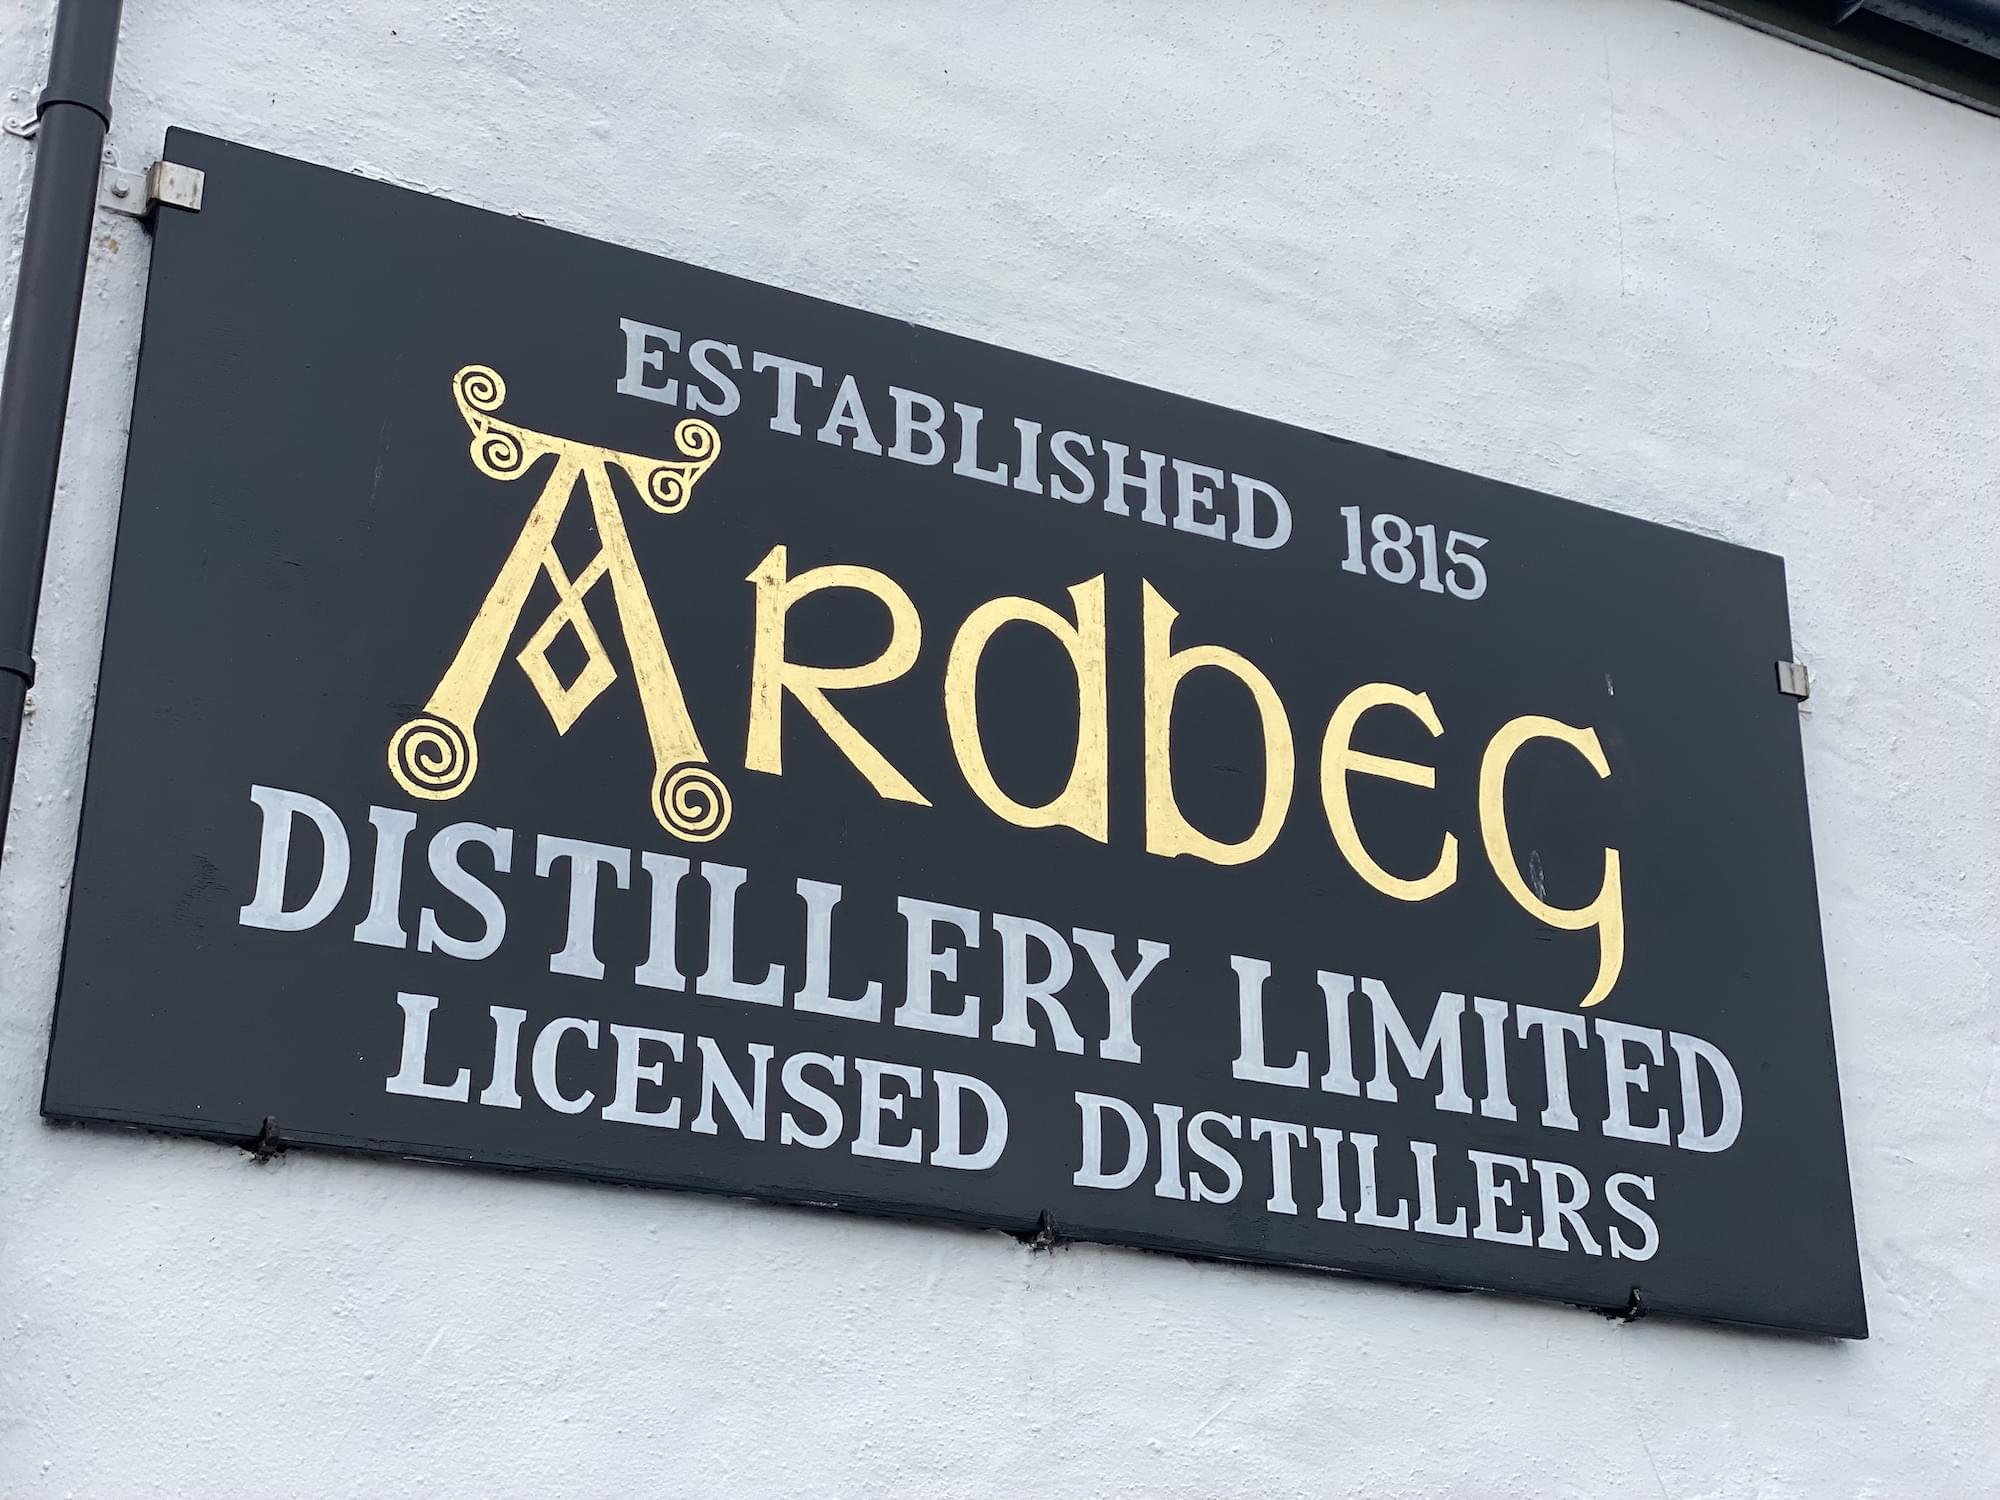 ESTABLISHED 1815
Ardbeg
DISTILLERY LIMITED
LICENSED DISTILLERS